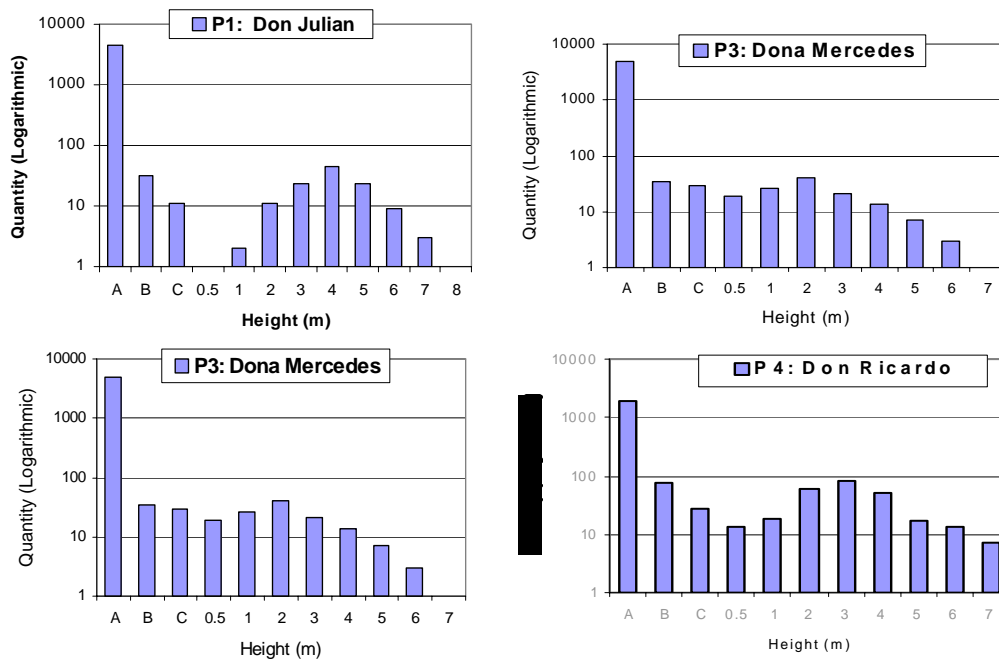 P1: Don Julian
10000
1000
100
10
1
Quantity (Logarithmic)
A B C 0.5 1 2 3 4 5 6 7 8
Height (m)
P3: Dona Mercedes
10000
1000
100
10
1
Quantity (Logarithmic)
A B C 0.5 1 2 3 4 5 6 7
Height (m)
P3: Dona Mercedes
10000
1000
100
10
1
Quantity (Logarithmic)
A B C 0.5 1 2 3 4 5 6 7
Height (m)
P 4: Don Ricardo
10000
1000
100
10
1
A B C 0.5 1 2 3 4 5 6 7
Height (m)